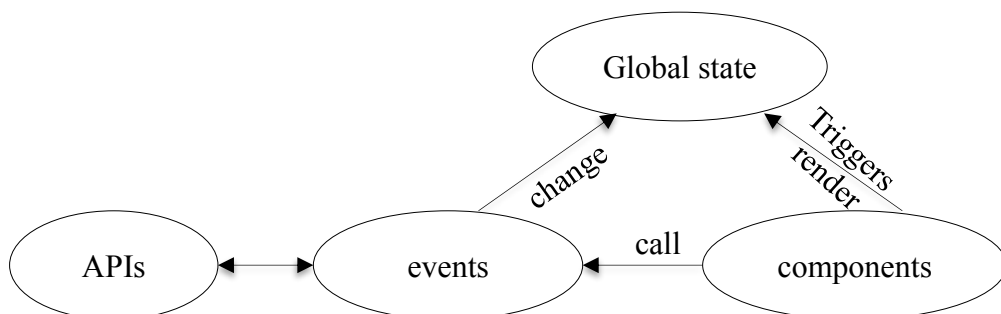 Global state
Triggers
render
change
call
APIs
events
components